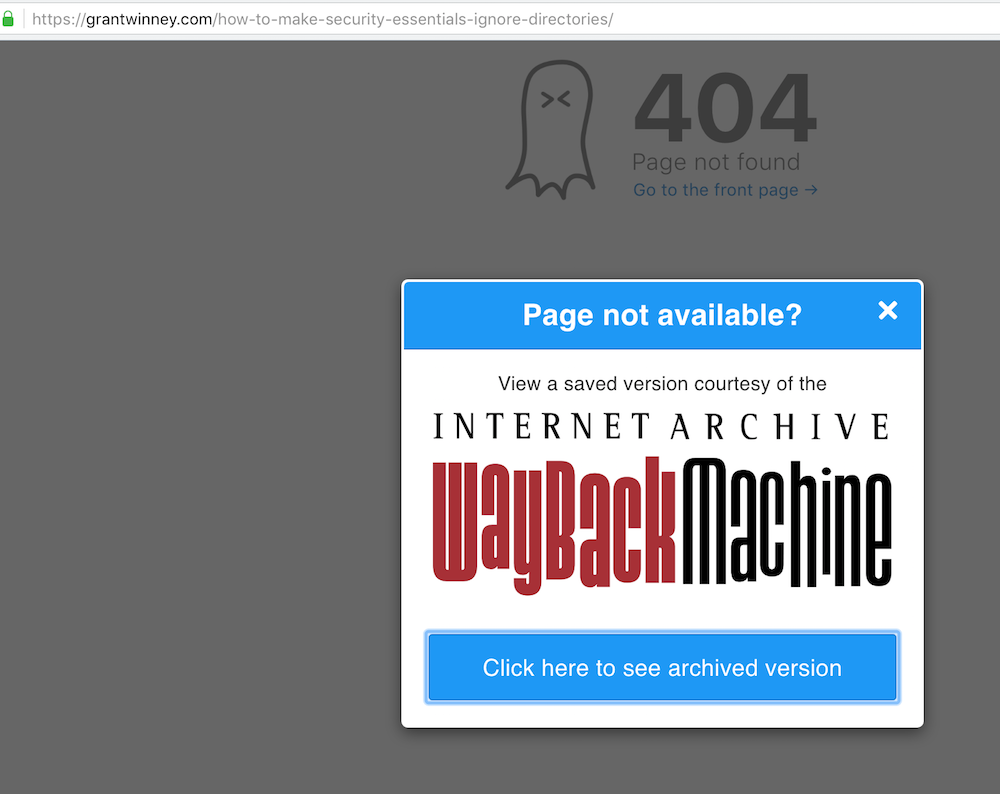 https://grantwinney.com/how-to-make-security-essentials-ignore-directories/
404
Page not found
Go to the front page →
Page not available?
View a saved version courtesy of the
INTERNET ARCHIVE
WayBackMachine
Click here to see archived version